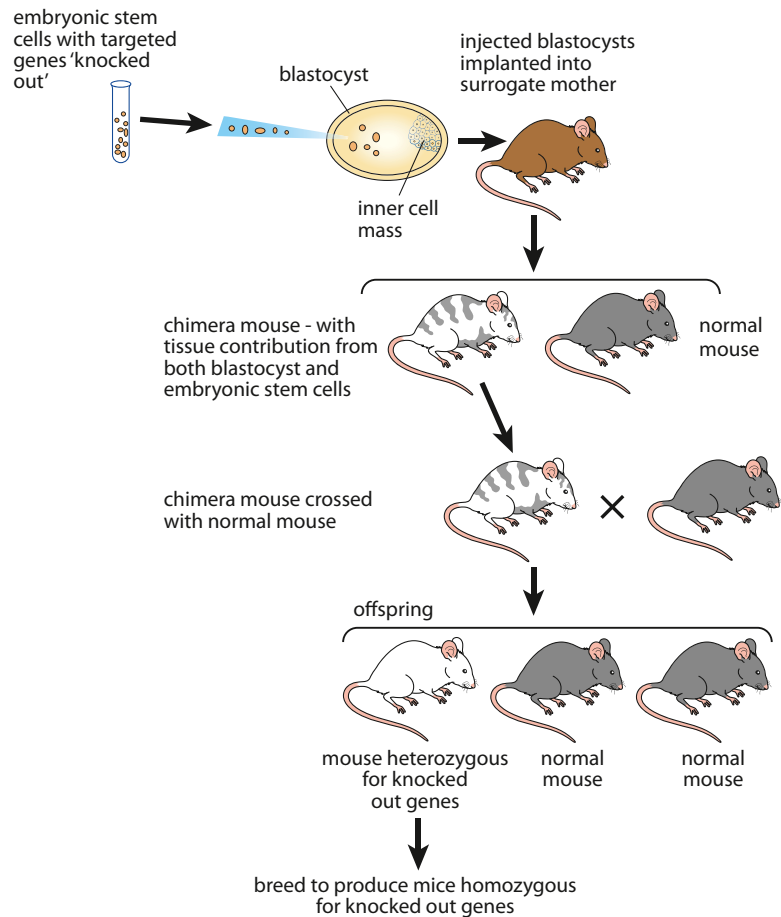 embryonic stem
cells with targeted
genes ‘knocked
out’
blastocyst
injected blastocysts
implanted into
surrogate mother
inner cell
mass
chimera mouse - with
tissue contribution from
both blastocyst and
embryonic stem cells
normal
mouse
chimera mouse crossed
with normal mouse
×
offspring
mouse heterozygous
for knocked
out genes
normal
mouse
normal
mouse
breed to produce mice homozygous
for knocked out genes